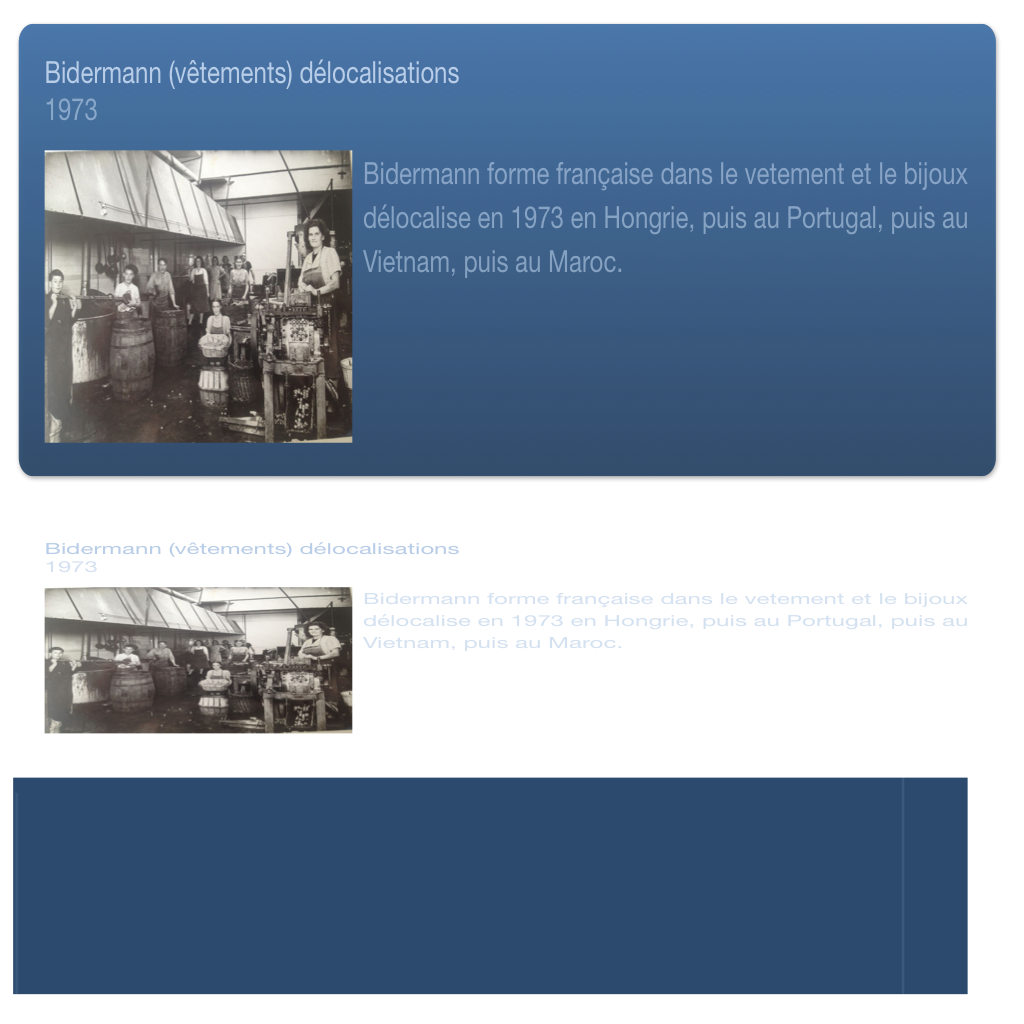 Bidermann (vêtements) délocalisations
1973
Bidermann forme française dans le vetement et le bijoux
délocalise en 1973 en Hongrie, puis au Portugal, puis au
Vietnam, puis au Maroc.
Bidermann (vêtements) délocalisations
1973
Bidermann forme française dans le vetement et le bijoux
délocalise en 1973 en Hongrie, puis au Portugal, puis au
Vietnam, puis au Maroc.